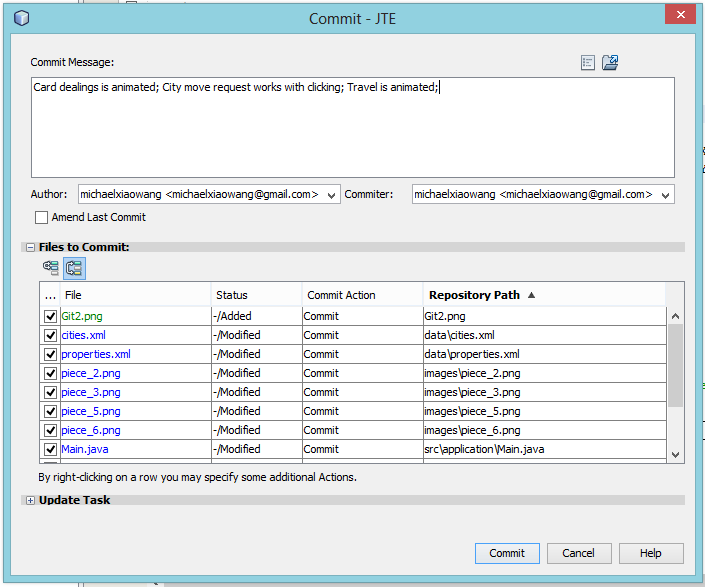 Commit - JTE
Commit Message:
Card dealings is animated; City move request works with clicking; Travel is animated;
Author: michaelxiaowang <michaelxiaowang@gmail.com> Commiter: michaelxiaowang <michaelxiaowang@gmail.com>
Amend Last Commit
Files to Commit:
... File Status Commit Action Repository Path
Git2.png -/Added Commit Git2.png
cities.xml -/Modified Commit data\cities.xml
properties.xml -/Modified Commit data\properties.xml
piece_2.png -/Modified Commit images\piece_2.png
piece_3.png -/Modified Commit images\piece_3.png
piece_5.png -/Modified Commit images\piece_5.png
piece_6.png -/Modified Commit images\piece_6.png
Main.java -/Modified Commit src\application\Main.java
By right-clicking on a row you may specify some additional Actions.
Update Task
Commit Cancel Help